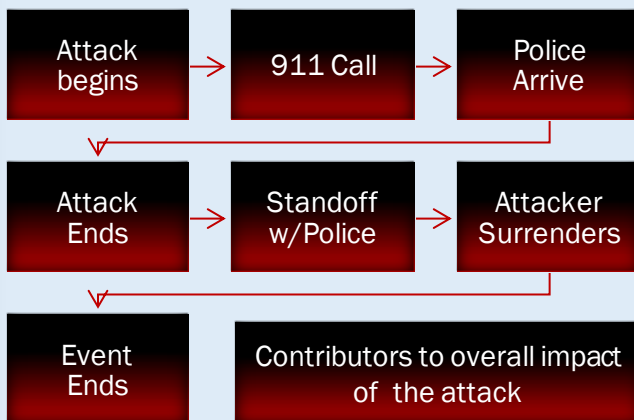 Attack
begins
911 Call
Police
Arrive
Attack
Ends
Standoff
w/Police
Attacker
Surrenders
Event
Ends
Contributors to overall impact
of the attack